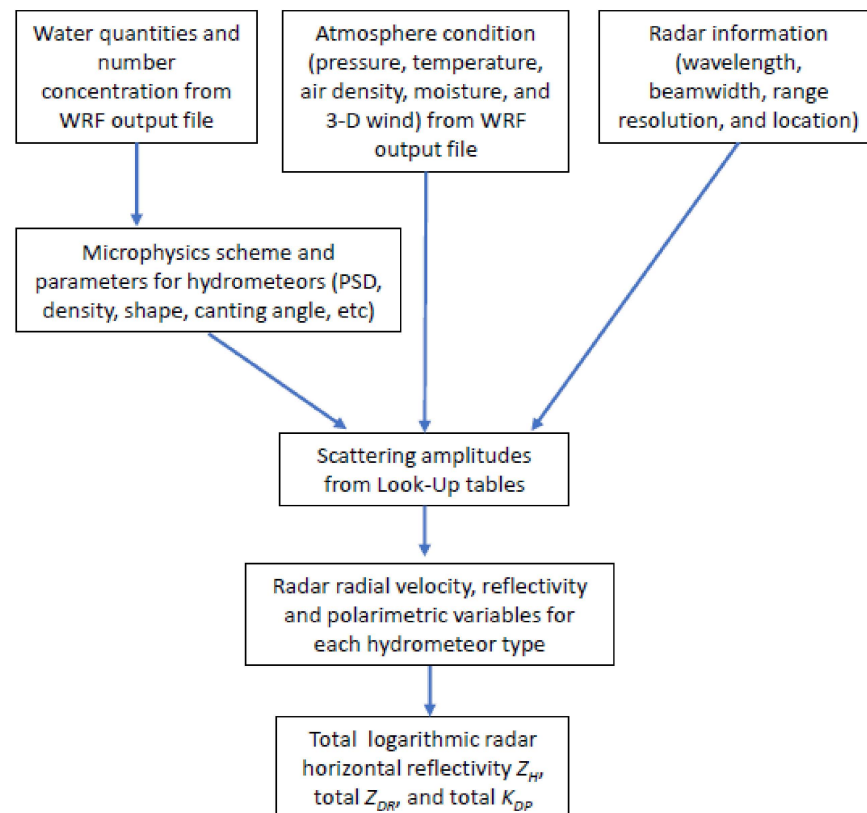 Water quantities and
number
concentration from
WRF output file
Atmosphere condition
(pressure, temperature,
air density, moisture, and
3-D wind) from WRF
output file
Radar information
(wavelength,
beamwidth, range
resolution, and location)
Microphysics scheme and
parameters for hydrometeors (PSD,
density, shape, canting angle, etc)
Scattering amplitudes
from Look-Up tables
Radar radial velocity, reflectivity
and polarimetric variables for
each hydrometeor type
Total logarithmic radar
horizontal reflectivity Z_H,
total Z_DR, and total K_DP